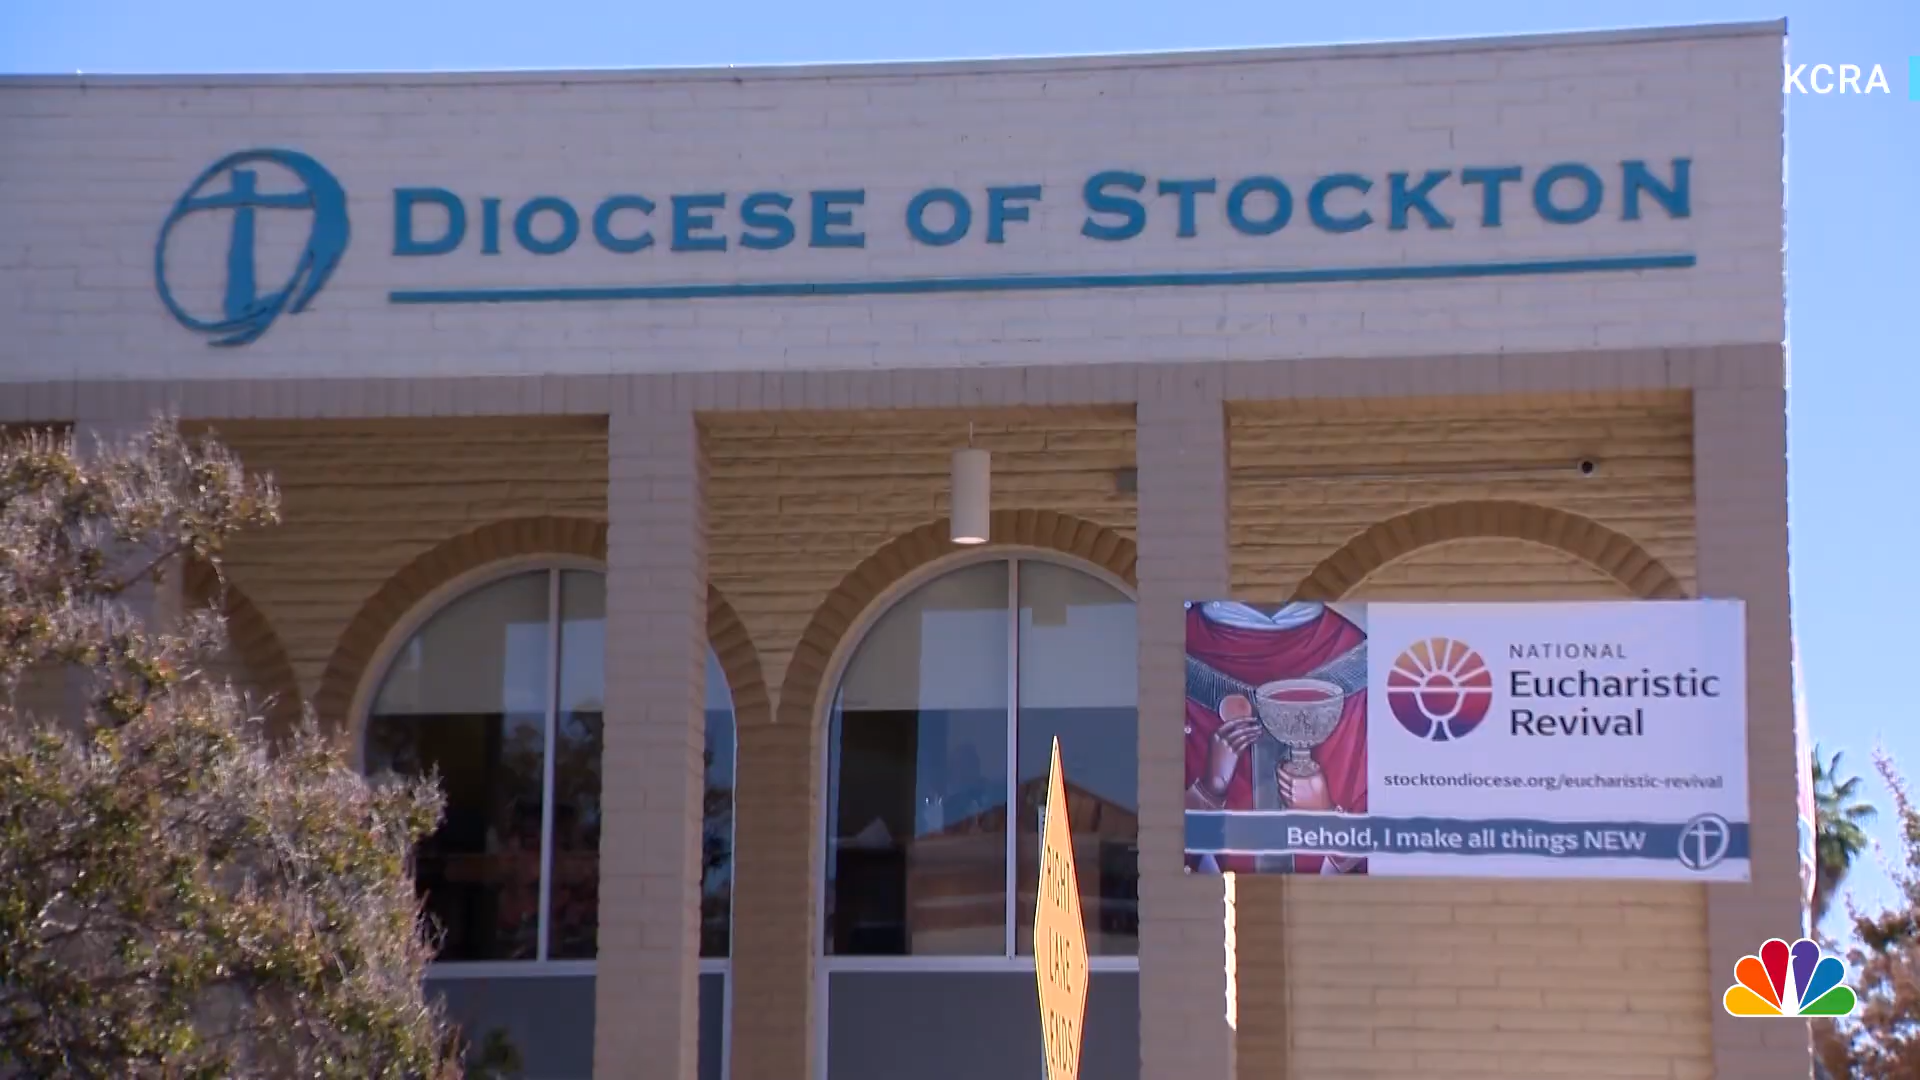 KCRA
DIOCESE OF STOCKTON
NATIONAL
Eucharistic
Revival
stocktondiocese.org/eucharistic-revival
Behold, I make all things NEW
RIGHT
LANE
ENDS